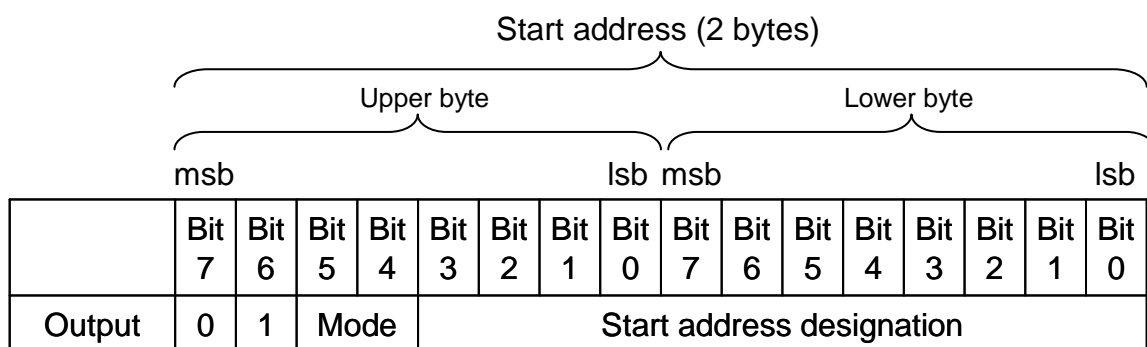 Start address (2 bytes)
Upper byte Lower byte
msb lsb msb lsb
Bit 7 Bit 6 Bit 5 Bit 4 Bit 3 Bit 2 Bit 1 Bit 0 Bit 7 Bit 6 Bit 5 Bit 4 Bit 3 Bit 2 Bit 1 Bit 0
Output 0 1 Mode Start address designation